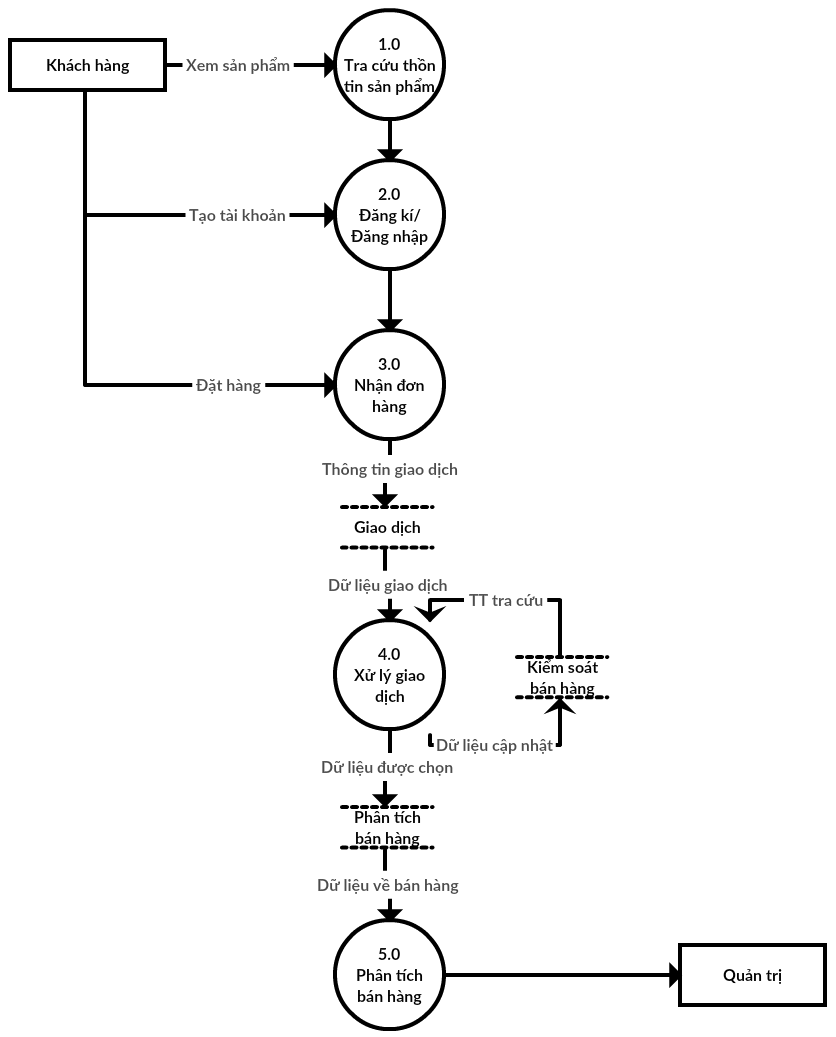 Khách hàng
Xem sản phẩm
1.0
Tra cứu thồn
tin sản phẩm
Tạo tài khoản
2.0
Đăng kí/
Đăng nhập
Đặt hàng
3.0
Nhận đơn
hàng
Thông tin giao dịch
Giao dịch
Dữ liệu giao dịch
TT tra cứu
4.0
Xử lý giao
dịch
Kiểm soát
bán hàng
Dữ liệu cập nhật
Dữ liệu được chọn
Phân tích
bán hàng
Dữ liệu về bán hàng
5.0
Phân tích
bán hàng
Quản trị